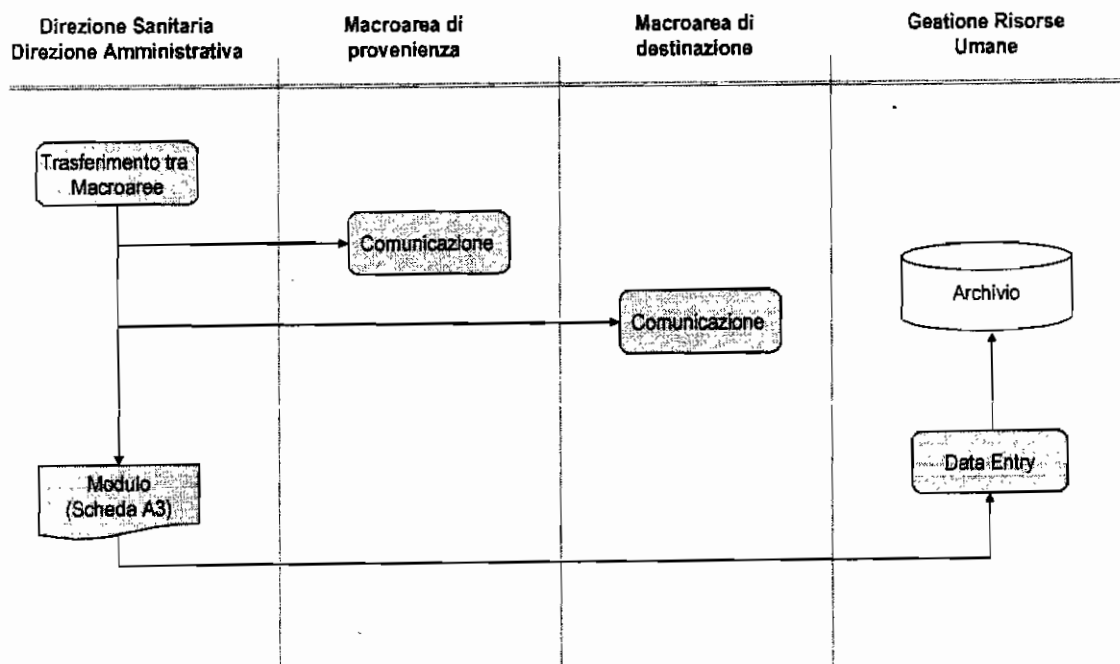 Direzione Sanitaria
Direzione Amministrativa
Macroarea di
provenienza
Macroarea di
destinazione
Gestione Risorse
Umane
Trasferimento tra
Macroaree
Comunicazione
Comunicazione
Archivio
Data Entry
Modulo
(Scheda A3)